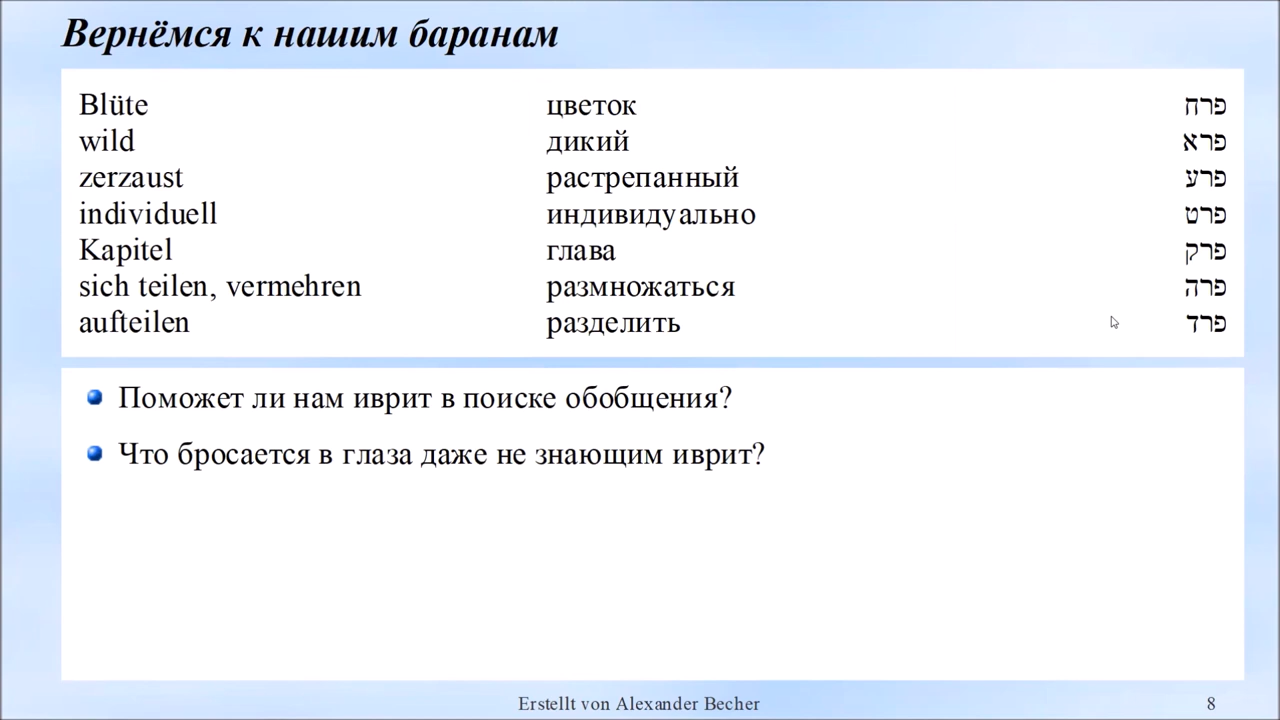 Вернёмся к нашим баранам
Blüte цветок פרח
wild дикий פרא
zerzaust растрепанный פרע
individuell индивидуально פרט
Kapitel глава פרק
sich teilen, vermehren размножаться פרה
aufteilen разделить פרד
Поможет ли нам иврит в поиске обобщения?
Что бросается в глаза даже не знающим иврит?
Erstellt von Alexander Becher 8